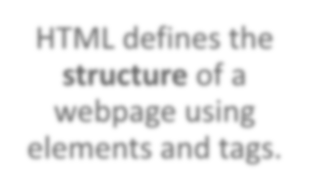 HTML defines the
structure of a
webpage using
elements and tags.